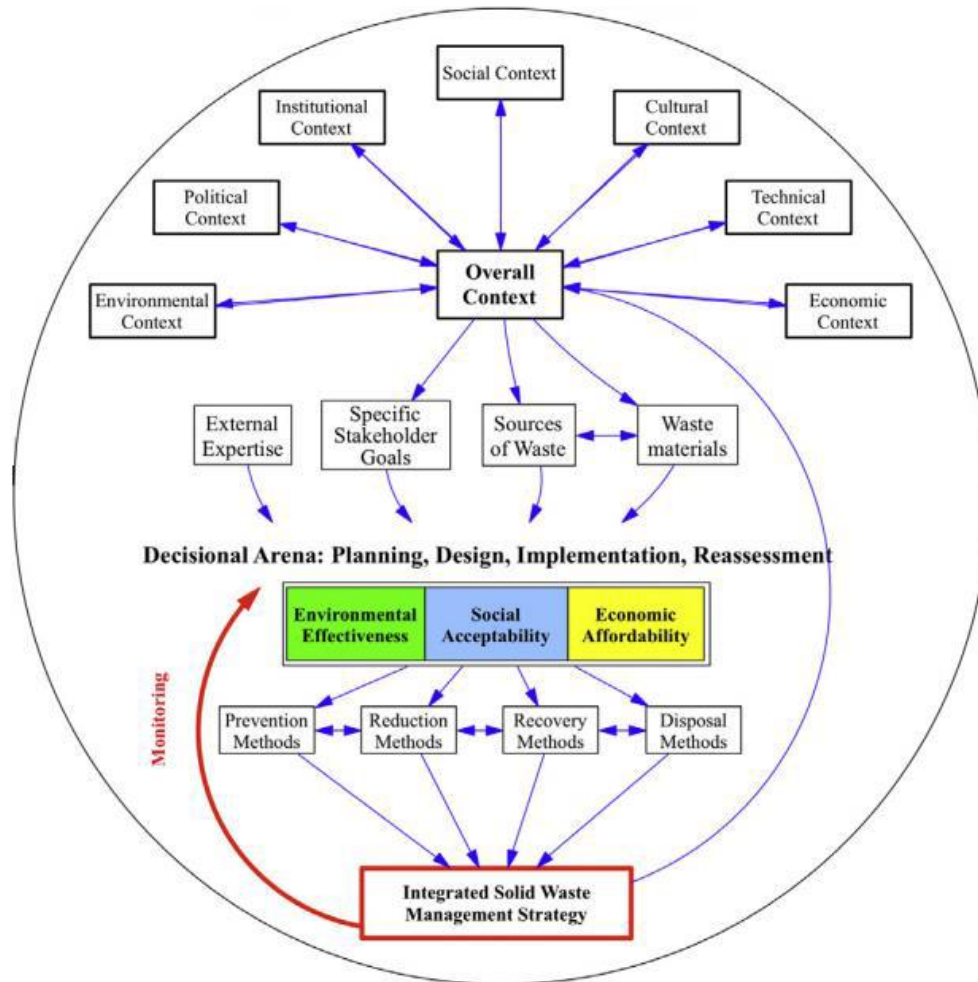 Social Context
Institutional
Context
Cultural
Context
Political
Context
Technical
Context
Overall
Context
Environmental
Context
Economic
Context
External
Expertise
Specific
Stakeholder
Goals
Sources
of Waste
Waste
materials
Decisional Arena: Planning, Design, Implementation, Reassessment
Environmental
Effectiveness
Social
Acceptability
Economic
Affordability
Monitoring
Prevention
Methods
Reduction
Methods
Recovery
Methods
Disposal
Methods
Integrated Solid Waste
Management Strategy